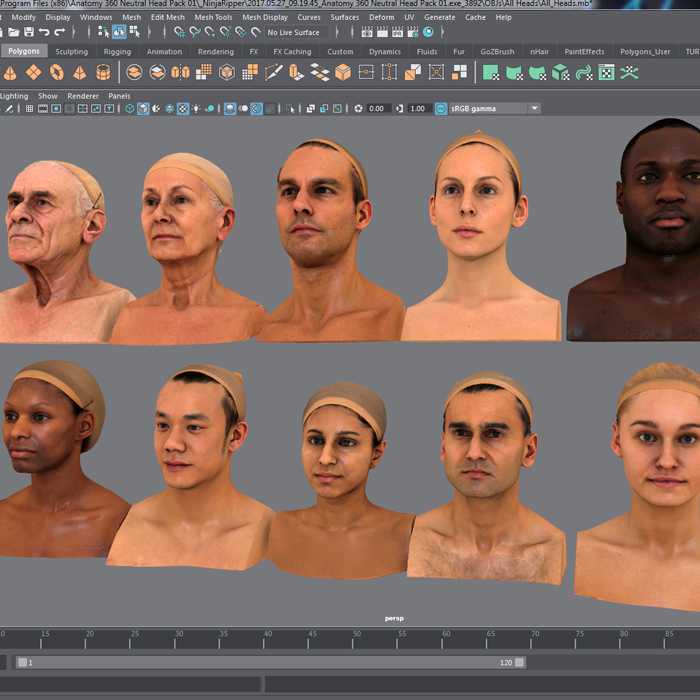 Program Files (x86)\Anatomy 360 Neutral Head Pack 01\_NinjaRipper\2017.05.27_09.19.45_Anatomy 360 Neutral Head Pack 01.exe_3892\OBJs\All Heads\All_Heads.mb*
Modify Display Windows Mesh Edit Mesh Mesh Tools Mesh Display Curves Surfaces Deform UV Generate Cache Help
No Live Surface
Polygons Sculpting Rigging Animation Rendering FX FX Caching Custom Dynamics Fluids Fur GoZBrush nHair PaintEffects Polygons_User TUR
Lighting Show Renderer Panels
0.00 1.00 sRGB gamma
persp
0 15 20 25 30 35 40 45 50 55 60 65 70 75 80 85
1 120